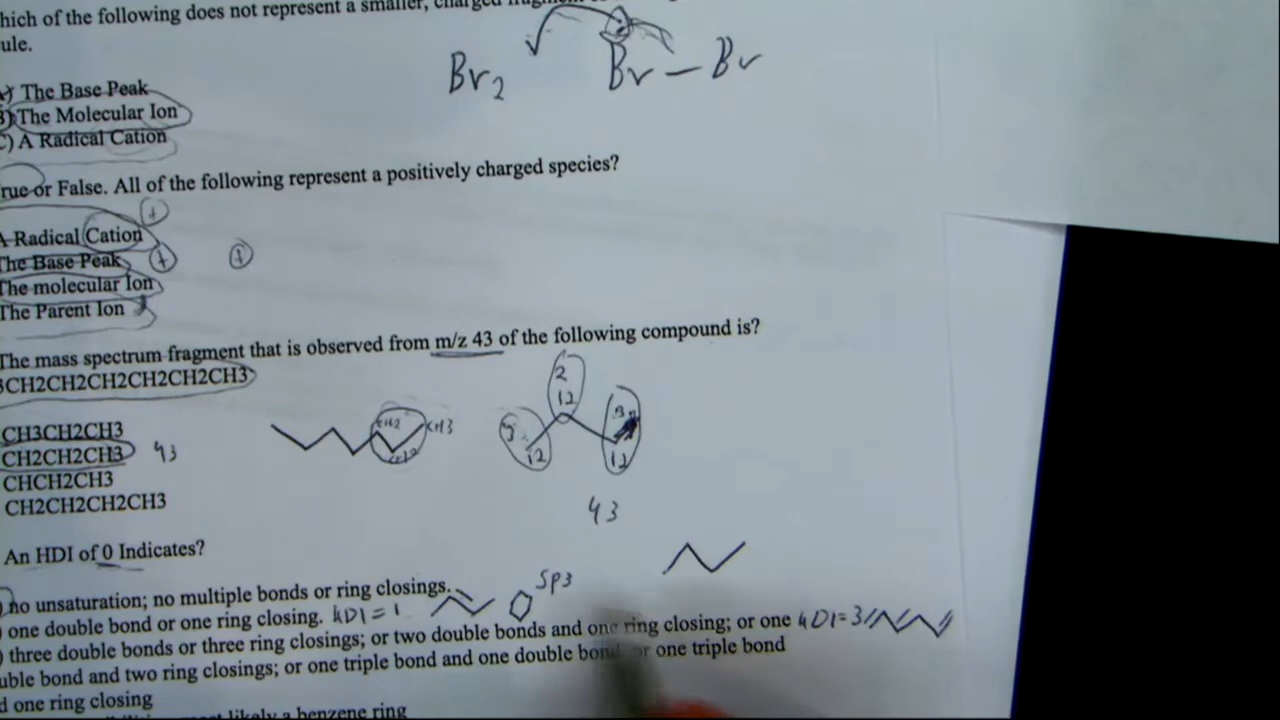 hich of the following does not represent a smaller, charged
ule.
Br2 Br — Br
A) The Base Peak
B) The Molecular Ion
C) A Radical Cation
rue or False. All of the following represent a positively charged species?
A Radical Cation +
The Base Peak + +
The molecular Ion
The Parent Ion
The mass spectrum fragment that is observed from m/z 43 of the following compound is?
3CH2CH2CH2CH2CH2CH3
2
12
CH3CH2CH3
CH2 CH3
CH2CH2CH3 43
12 12
CHCH2CH3
CH2CH2CH2CH3
43
An HDI of 0 Indicates?
SP3
) no unsaturation; no multiple bonds or ring closings.
) one double bond or one ring closing. HDI = 1
) three double bonds or three ring closings; or two double bonds and one ring closing; or one HDI=3
uble bond and two ring closings; or one triple bond and one double bond or one triple bond
d one ring closing
likely a benzene ring